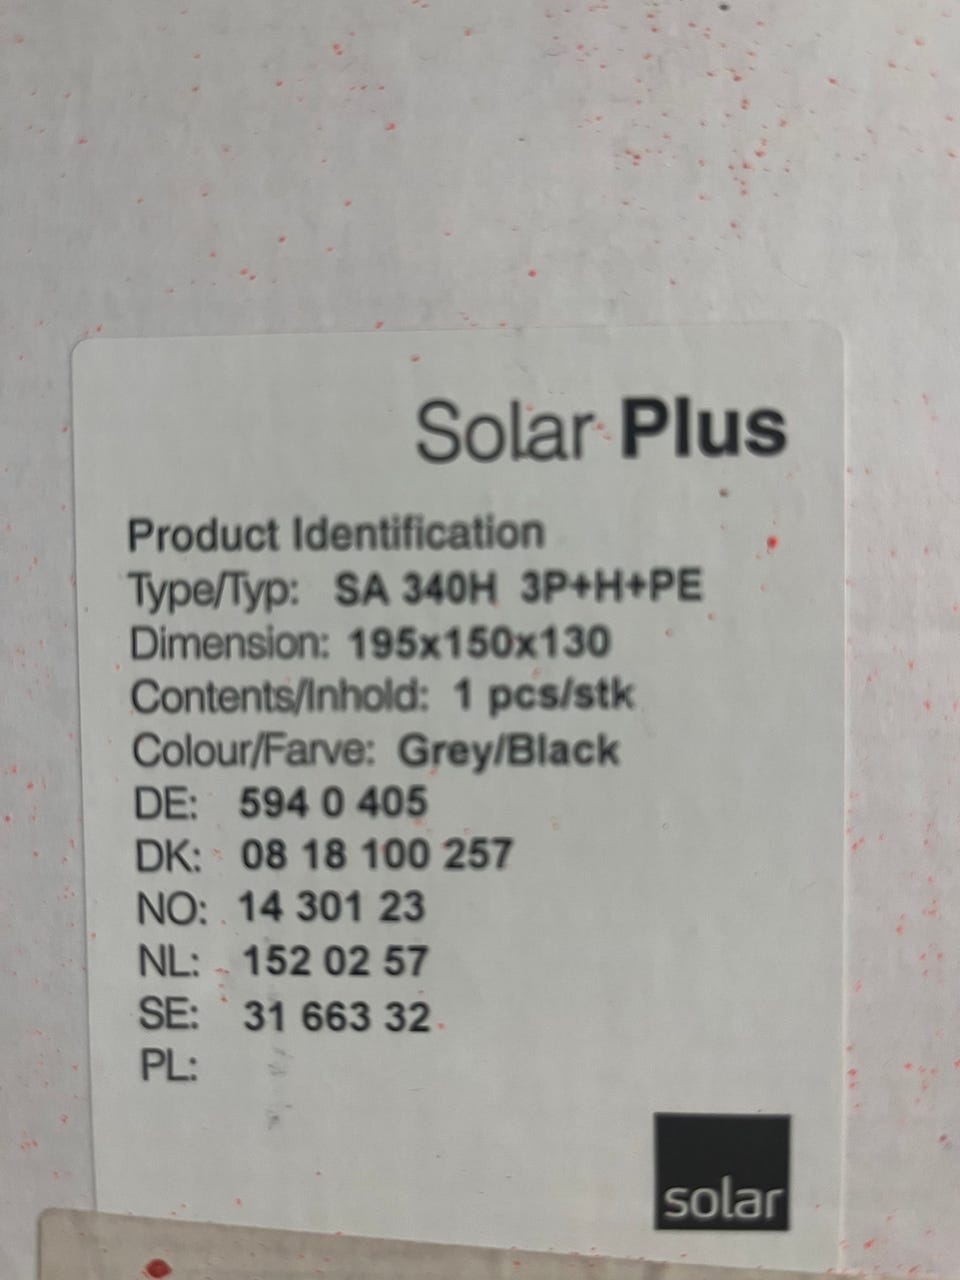 Solar Plus
Product Identification
Type/Typ: SA 340H 3P+H+PE
Dimension: 195x150x130
Contents/Inhold: 1 pcs/stk
Colour/Farve: Grey/Black
DE: 594 0 405
DK: 08 18 100 257
NO: 14 301 23
NL: 152 02 57
SE: 31 663 32
PL:
solar